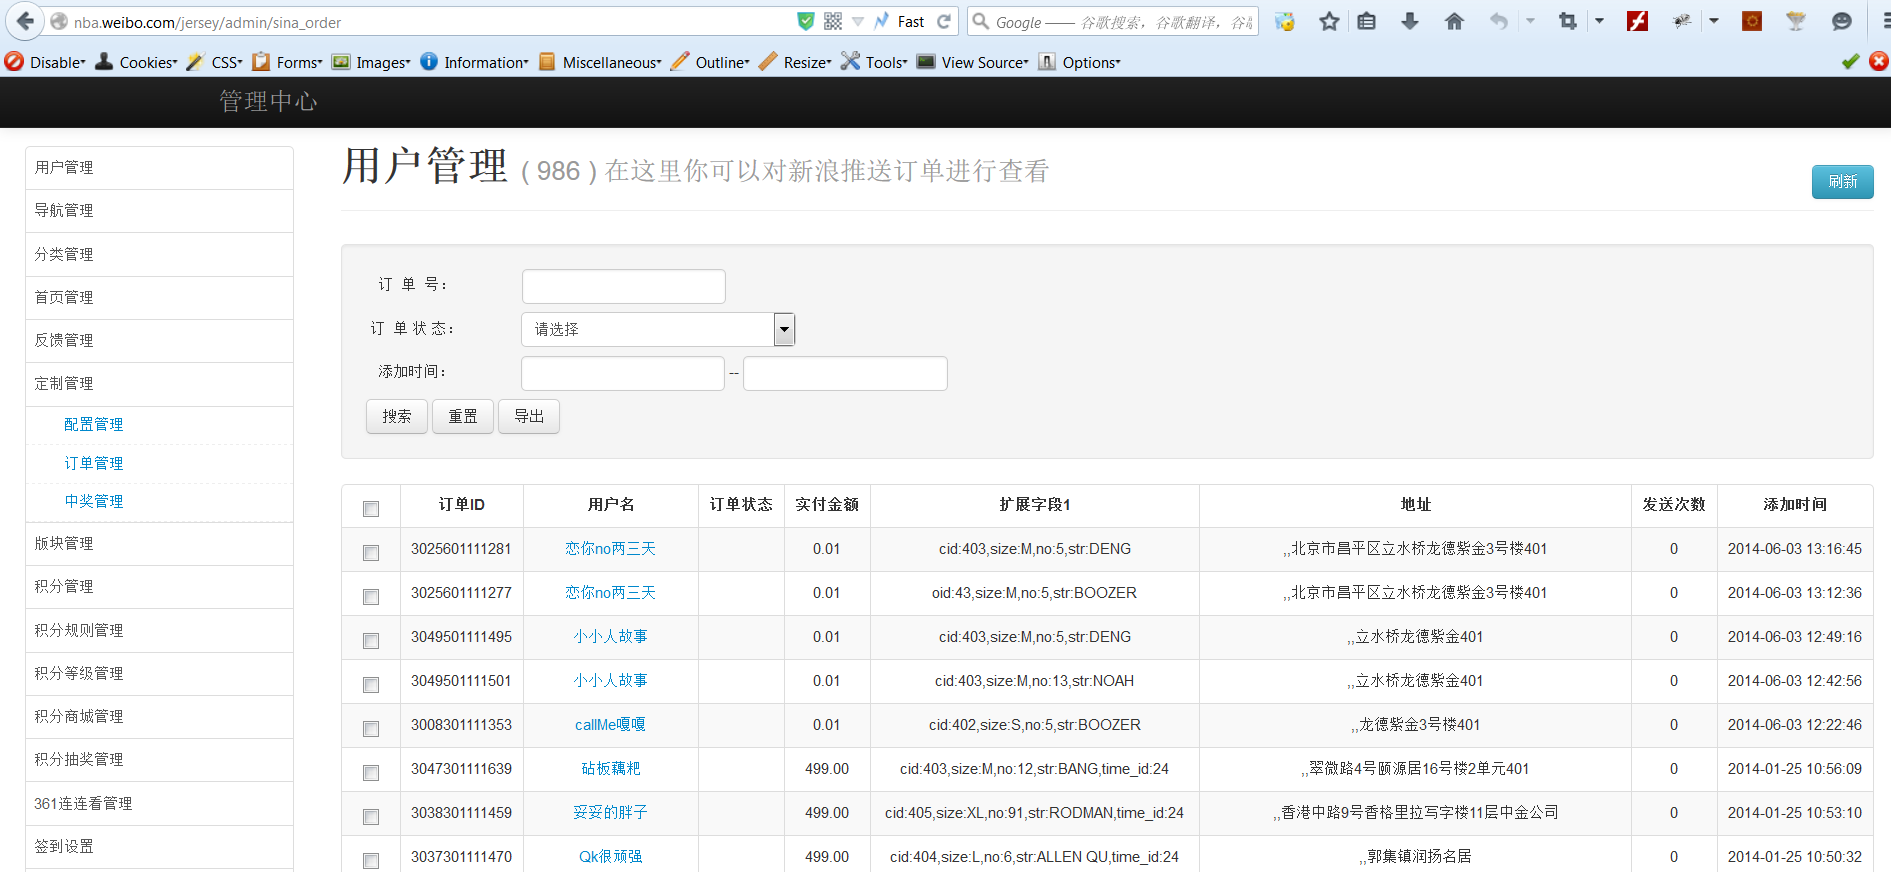 nba.weibo.com/jersey/admin/sina_order Fast Google —— 谷歌搜索，谷歌翻译，谷歌
Disable Cookies CSS Forms Images Information Miscellaneous Outline Resize Tools View Source Options
管理中心
用户管理
导航管理
分类管理
首页管理
反馈管理
定制管理
配置管理
订单管理
中奖管理
版块管理
积分管理
积分规则管理
积分等级管理
积分商城管理
积分抽奖管理
361连连看管理
签到设置
用户管理 ( 986 ) 在这里你可以对新浪推送订单进行查看
刷新
订 单 号：
订 单 状 态： 请选择
添加时间： --
搜索 重置 导出
订单ID 用户名 订单状态 实付金额 扩展字段1 地址 发送次数 添加时间
3025601111281 恋你no两三天 0.01 cid:403,size:M,no:5,str:DENG ,,北京市昌平区立水桥龙德紫金3号楼401 0 2014-06-03 13:16:45
3025601111277 恋你no两三天 0.01 oid:43,size:M,no:5,str:BOOZER ,,北京市昌平区立水桥龙德紫金3号楼401 0 2014-06-03 13:12:36
3049501111495 小小人故事 0.01 cid:403,size:M,no:5,str:DENG ,,立水桥龙德紫金401 0 2014-06-03 12:49:16
3049501111501 小小人故事 0.01 cid:403,size:M,no:13,str:NOAH ,,立水桥龙德紫金401 0 2014-06-03 12:42:56
3008301111353 callMe嘎嘎 0.01 cid:402,size:S,no:5,str:BOOZER ,,龙德紫金3号楼401 0 2014-06-03 12:22:46
3047301111639 砧板藕粑 499.00 cid:403,size:M,no:12,str:BANG,time_id:24 ,,翠微路4号颐源居16号楼2单元401 0 2014-01-25 10:56:09
3038301111459 妥妥的胖子 499.00 cid:405,size:XL,no:91,str:RODMAN,time_id:24 ,,香港中路9号香格里拉写字楼11层中金公司 0 2014-01-25 10:53:10
3037301111470 Qk很顽强 499.00 cid:404,size:L,no:6,str:ALLEN QU,time_id:24 ,,郭集镇润扬名居 0 2014-01-25 10:50:32